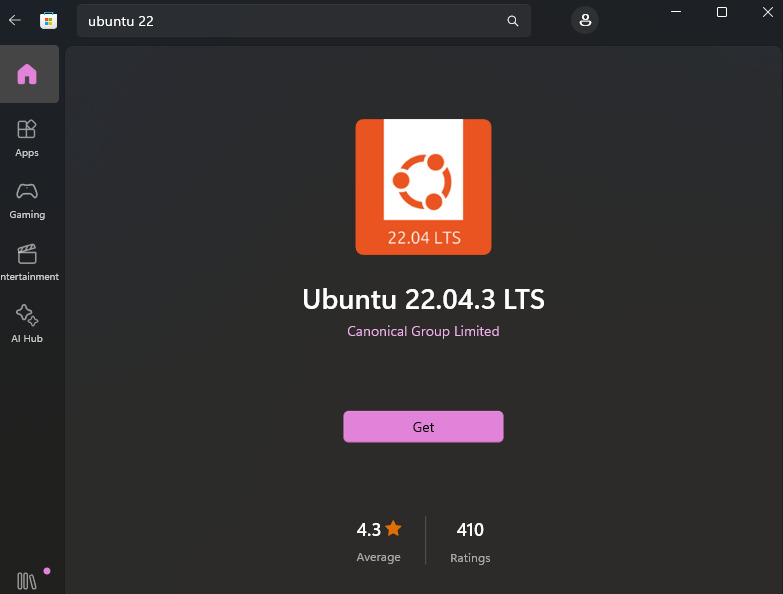 ubuntu 22
Apps
Gaming
ntertainment
AI Hub
22.04 LTS
Ubuntu 22.04.3 LTS
Canonical Group Limited
Get
4.3
Average
410
Ratings